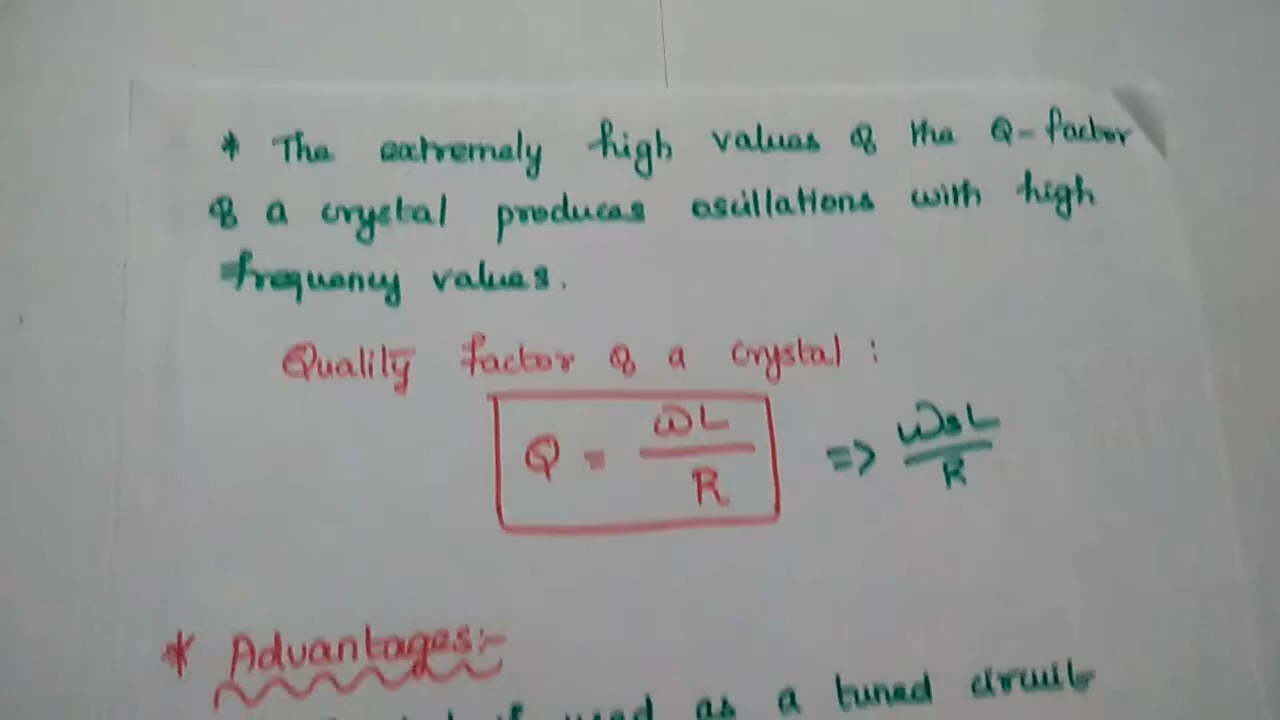 * The extremely high values of the Q-factor
of a crystal produces oscillations with high
frequency values.
Quality factor of a crystal :
Q = ωL / R => ωsL / R
* Advantages:-
if used as a tuned circuit